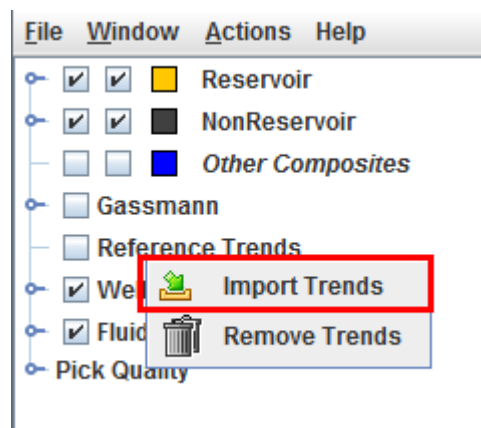 File Window Actions Help
Reservoir
NonReservoir
Other Composites
Gassmann
Reference Trends
Import Trends
Remove Trends
Pick Quality